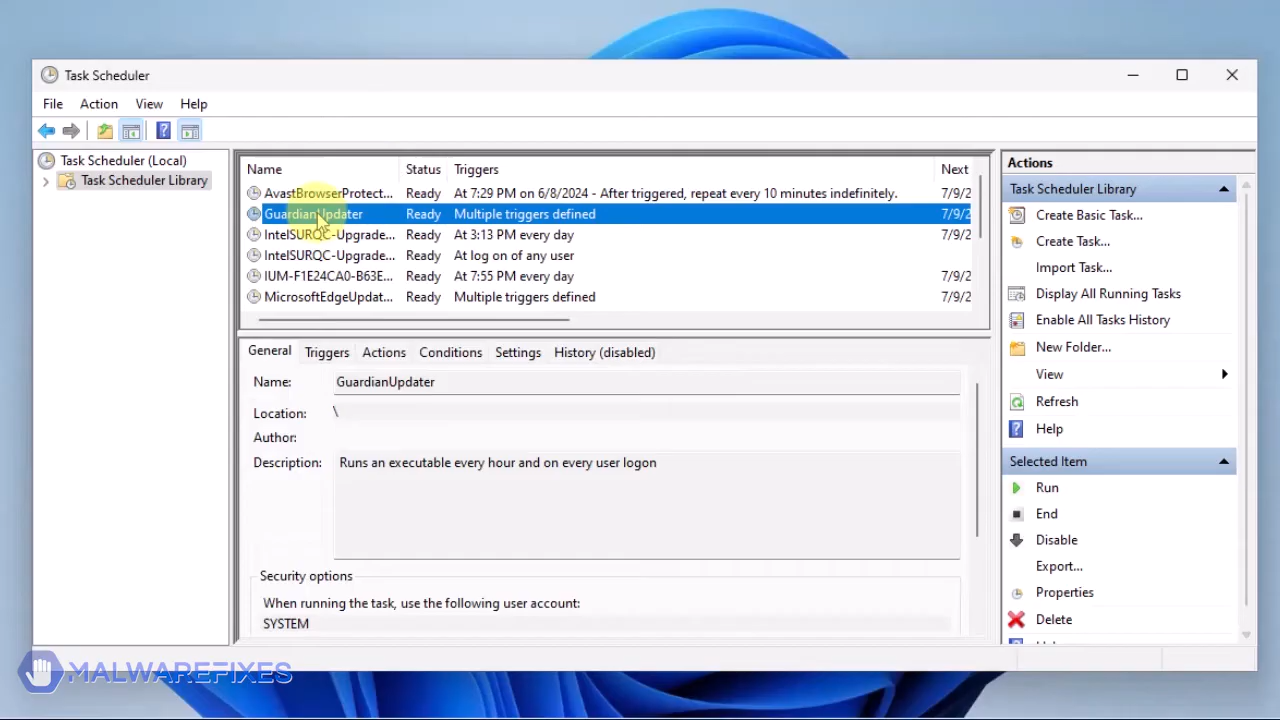 Task Scheduler
File Action View Help
Task Scheduler (Local)
Task Scheduler Library
Name Status Triggers Next
AvastBrowserProtect... Ready At 7:29 PM on 6/8/2024 - After triggered, repeat every 10 minutes indefinitely. 7/9/2
GuardianUpdater Ready Multiple triggers defined 7/9/2
IntelSURQC-Upgrade... Ready At 3:13 PM every day 7/9/2
IntelSURQC-Upgrade... Ready At log on of any user
IUM-F1E24CA0-B63E... Ready At 7:55 PM every day 7/9/2
MicrosoftEdgeUpdat... Ready Multiple triggers defined 7/9/2
General Triggers Actions Conditions Settings History (disabled)
Name: GuardianUpdater
Location: \
Author:
Description: Runs an executable every hour and on every user logon
Security options
When running the task, use the following user account:
SYSTEM
Actions
Task Scheduler Library
Create Basic Task...
Create Task...
Import Task...
Display All Running Tasks
Enable All Tasks History
New Folder...
View
Refresh
Help
Selected Item
Run
End
Disable
Export...
Properties
Delete
MALWAREFIXES